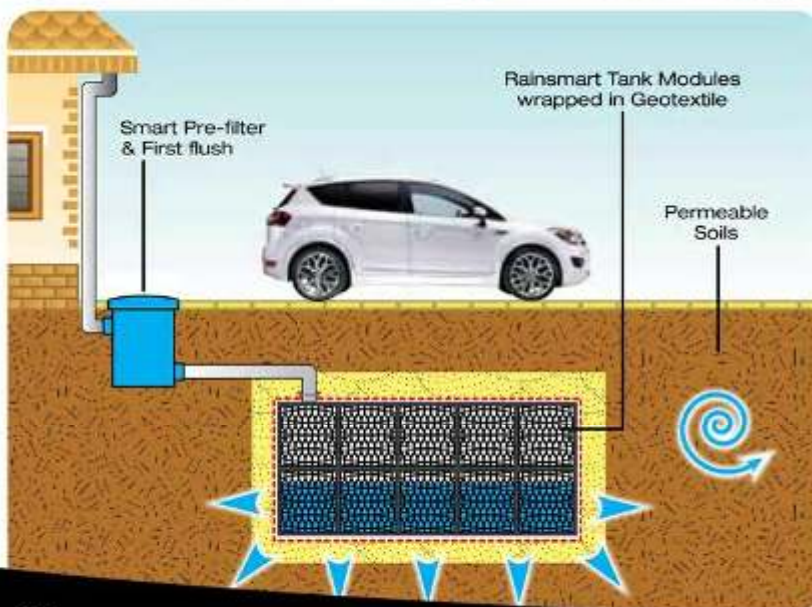 Rainsmart Tank Modules
wrapped in Geotextile
Smart Pre-filter
& First flush
Permeable
Soils